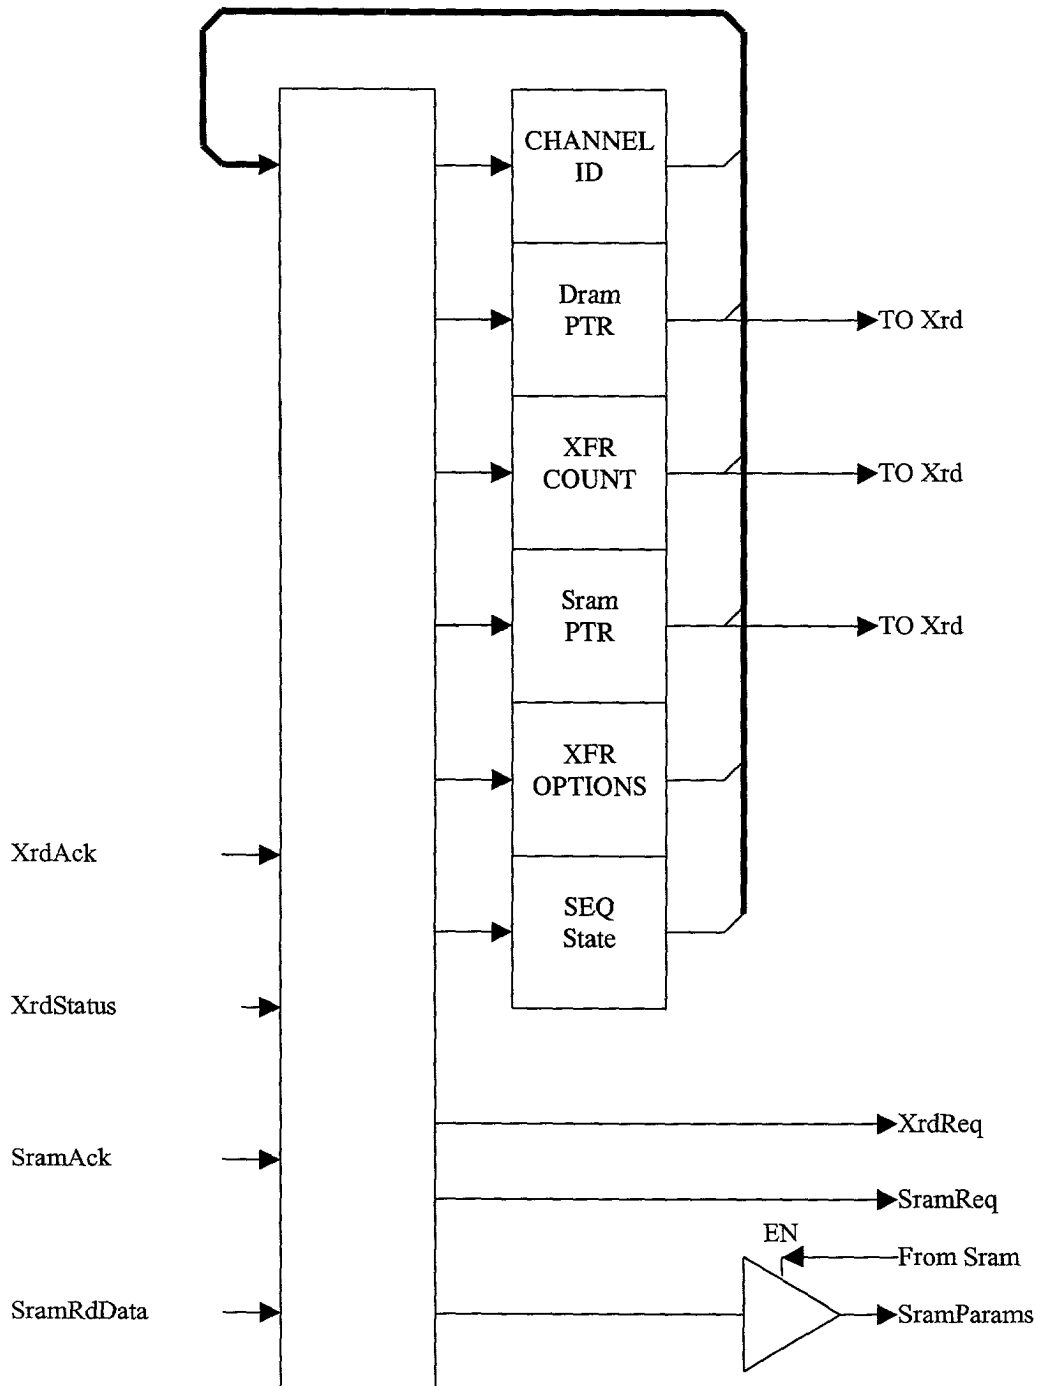 CHANNEL
ID
Dram
PTR
TO Xrd
XFR
COUNT
TO Xrd
Sram
PTR
TO Xrd
XFR
OPTIONS
XrdAck
SEQ
State
XrdStatus
XrdReq
SramAck
SramReq
EN
From Sram
SramRdData
SramParams